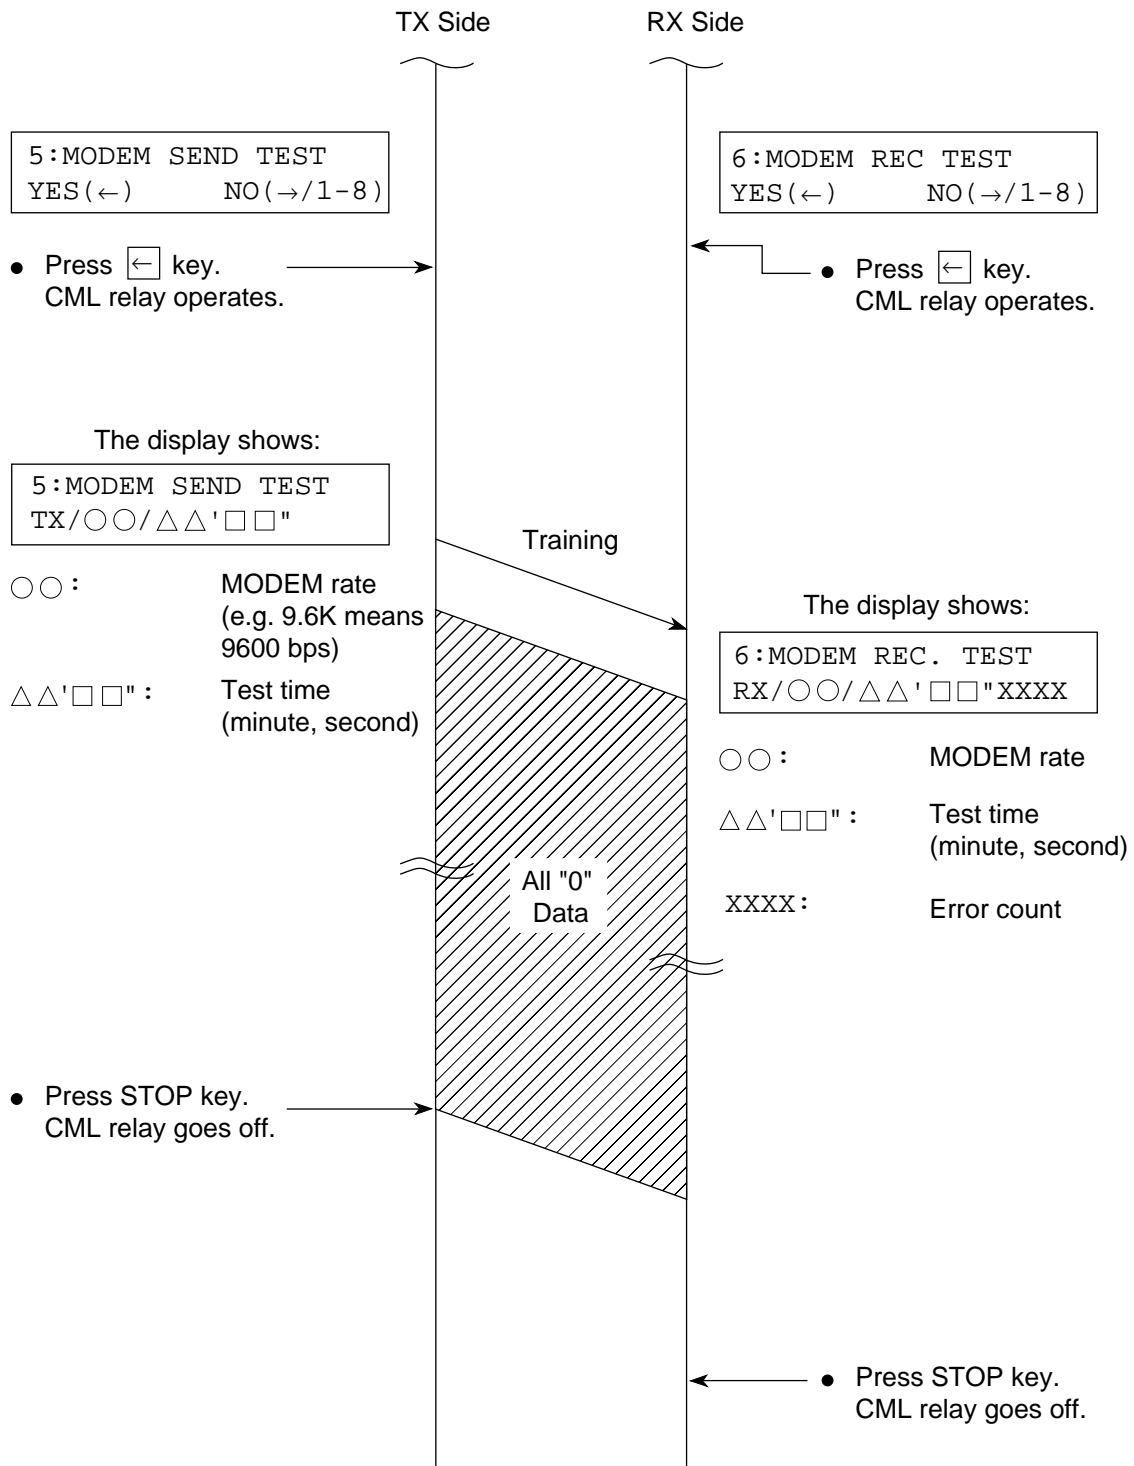 TX Side
RX Side
5:MODEM SEND TEST
YES(←) NO(→/1-8)
6:MODEM REC TEST
YES(←) NO(→/1-8)
● Press ← key.
CML relay operates.
● Press ← key.
CML relay operates.
The display shows:
5:MODEM SEND TEST
TX/○○/△△'□□"
Training
○○: MODEM rate
(e.g. 9.6K means
9600 bps)
△△'□□": Test time
(minute, second)
The display shows:
6:MODEM REC. TEST
RX/○○/△△'□□"XXXX
○○: MODEM rate
△△'□□": Test time
(minute, second)
XXXX: Error count
All "0"
Data
● Press STOP key.
CML relay goes off.
● Press STOP key.
CML relay goes off.